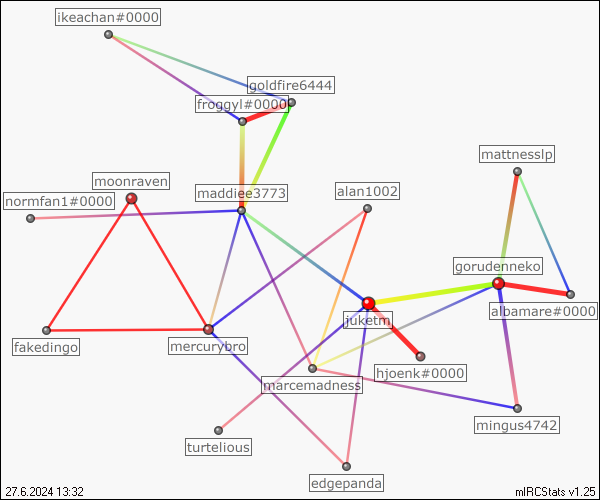 ikeachan#0000
goldfire6444
froggyl#0000
mattnesslp
moonraven
maddiee3773
alan1002
normfan1#0000
gorudenneko
albamare#0000
juketm
fakedingo
mercurybro
hjoenk#0000
marcemadness
mingus4742
turtelious
edgepanda
27.6.2024 13:32
mIRCStats v1.25